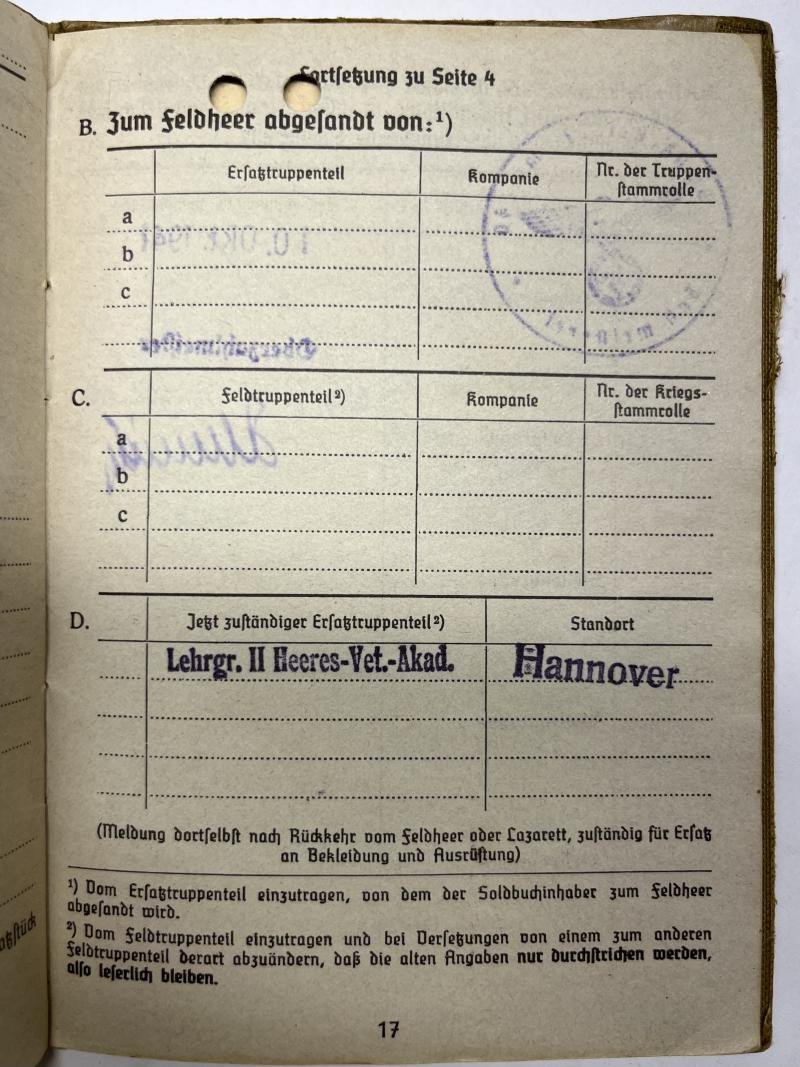 Fortsetzung zu Seite 4
B. Zum Feldheer abgesandt von:¹)
Ersatztruppenteil
Kompanie
Nr. der Truppen-
stammrolle
a
b
c
C.
Feldtruppenteil²)
Kompanie
Nr. der Kriegs-
stammrolle
a
b
c
D.
Jetzt zuständiger Ersatztruppenteil²)
Standort
Lehrgr. II Heeres-Vet.-Akad.
Hannover
(Meldung dortselbst nach Rückkehr vom Feldheer oder Lazarett, zuständig für Ersatz
an Bekleidung und Ausrüstung)
¹) Vom Ersatztruppenteil einzutragen, von dem der Soldbuchinhaber zum Feldheer
abgesandt wird.
²) Vom Feldtruppenteil einzutragen und bei Versetzungen von einem zum anderen
Feldtruppenteil derart abzuändern, daß die alten Angaben nur durchstrichen werden,
also leserlich bleiben.
17